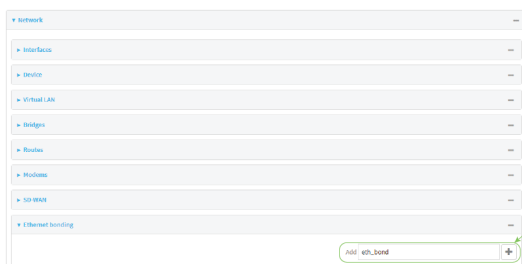 Network
Interfaces
Device
Virtual LAN
Bridges
Routes
Modems
SD-WAN
Ethernet bonding
Add eth_bond